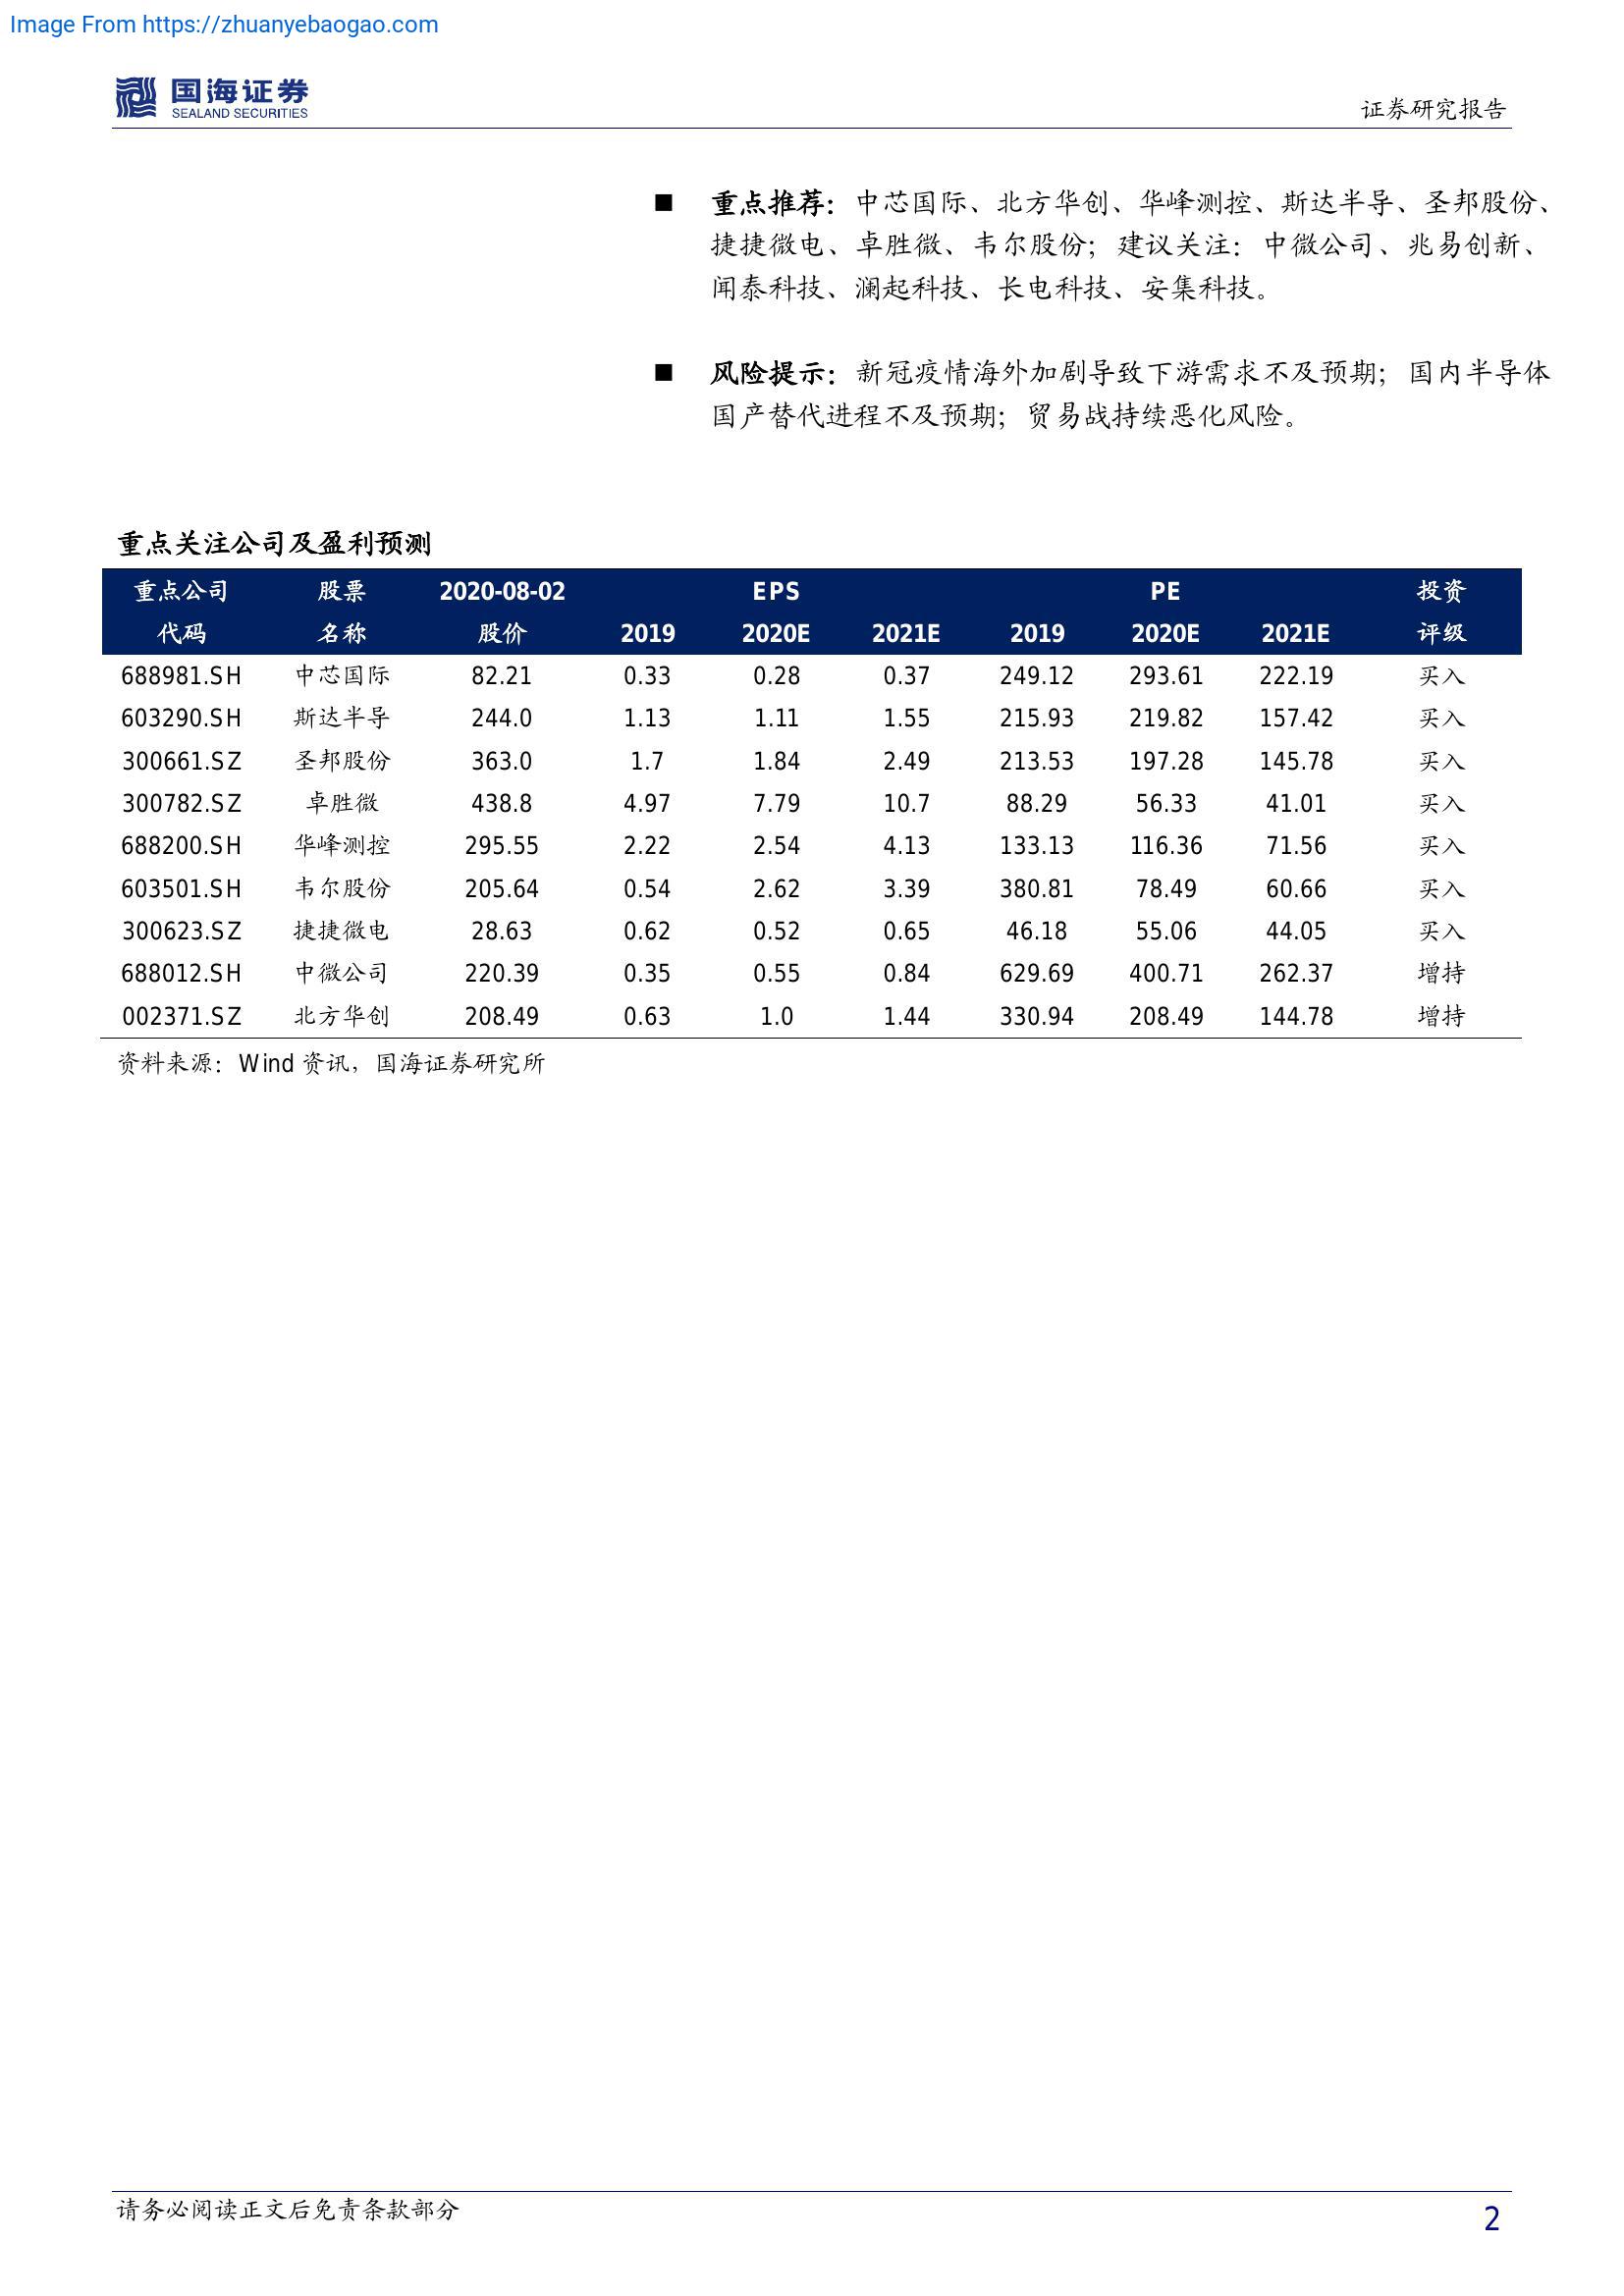 Image From https://zhuanyebaogao.com
国海证券
SEALAND SECURITIES
证券研究报告
■ 重点推荐：中芯国际、北方华创、华峰测控、斯达半导、圣邦股份、
捷捷微电、卓胜微、韦尔股份；建议关注：中微公司、兆易创新、
闻泰科技、澜起科技、长电科技、安集科技。
■ 风险提示：新冠疫情海外加剧导致下游需求不及预期；国内半导体
国产替代进程不及预期；贸易战持续恶化风险。
重点关注公司及盈利预测
重点公司 股票 2020-08-02 EPS PE 投资
代码 名称 股价 2019 2020E 2021E 2019 2020E 2021E 评级
688981.SH 中芯国际 82.21 0.33 0.28 0.37 249.12 293.61 222.19 买入
603290.SH 斯达半导 244.0 1.13 1.11 1.55 215.93 219.82 157.42 买入
300661.SZ 圣邦股份 363.0 1.7 1.84 2.49 213.53 197.28 145.78 买入
300782.SZ 卓胜微 438.8 4.97 7.79 10.7 88.29 56.33 41.01 买入
688200.SH 华峰测控 295.55 2.22 2.54 4.13 133.13 116.36 71.56 买入
603501.SH 韦尔股份 205.64 0.54 2.62 3.39 380.81 78.49 60.66 买入
300623.SZ 捷捷微电 28.63 0.62 0.52 0.65 46.18 55.06 44.05 买入
688012.SH 中微公司 220.39 0.35 0.55 0.84 629.69 400.71 262.37 增持
002371.SZ 北方华创 208.49 0.63 1.0 1.44 330.94 208.49 144.78 增持
资料来源：Wind 资讯，国海证券研究所
请务必阅读正文后免责条款部分
2